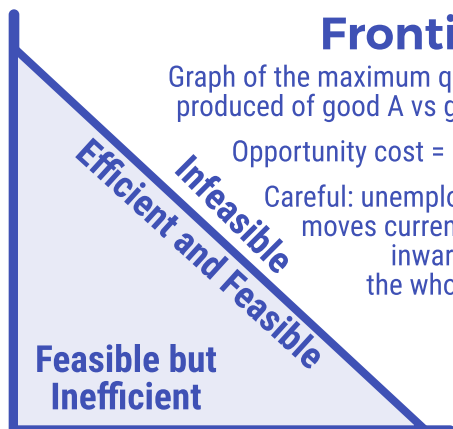 Fronti
Graph of the maximum q
produced of good A vs g
Opportunity cost =
Careful: unemplo
moves curren
inwar
the who
Infeasible
Efficient and Feasible
Feasible but
Inefficient